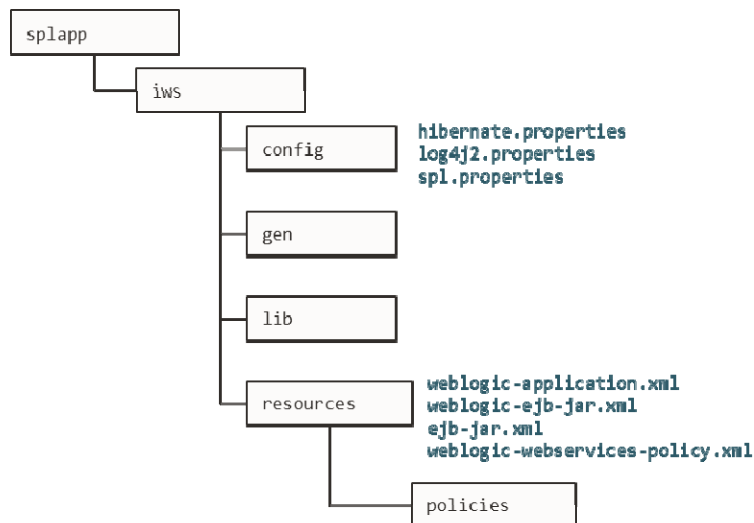 splapp
iws
config
hibernate.properties
log4j2.properties
spl.properties
gen
lib
resources
weblogic-application.xml
weblogic-ejb-jar.xml
ejb-jar.xml
weblogic-webservices-policy.xml
policies